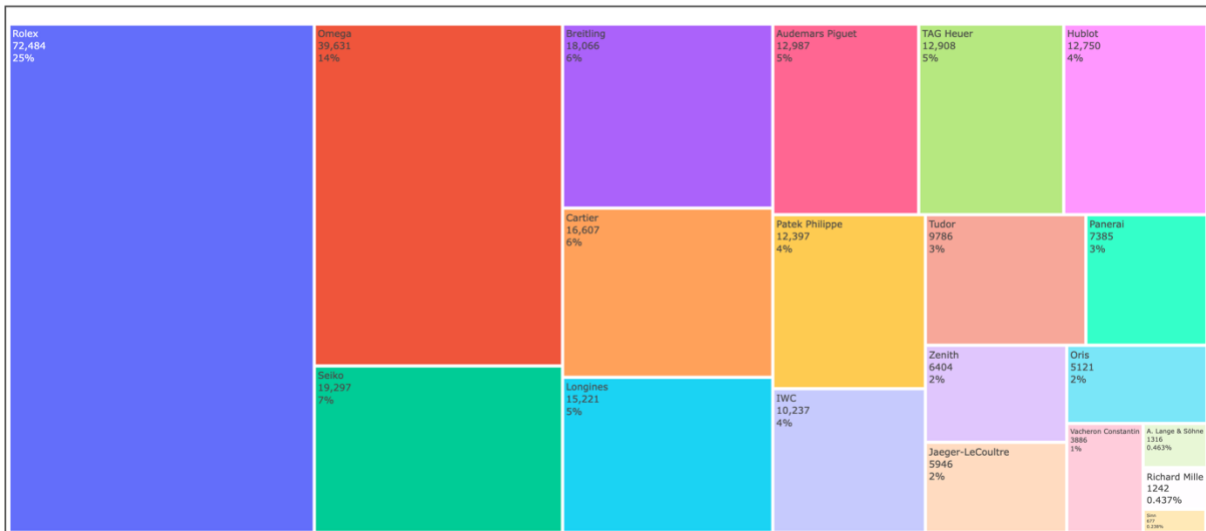 Rolex
72,484
25%
Omega
39,631
14%
Seiko
19,297
7%
Breitling
18,066
6%
Cartier
16,607
6%
Longines
15,221
5%
Audemars Piguet
12,987
5%
TAG Heuer
12,908
5%
Hublot
12,750
4%
Patek Philippe
12,397
4%
IWC
10,237
4%
Tudor
9786
3%
Panerai
7385
3%
Zenith
6404
2%
Jaeger-LeCoultre
5946
2%
Oris
5121
2%
Vacheron Constantin
3886
1%
A. Lange & Söhne
1316
0.463%
Richard Mille
1242
0.437%
Sinn
677